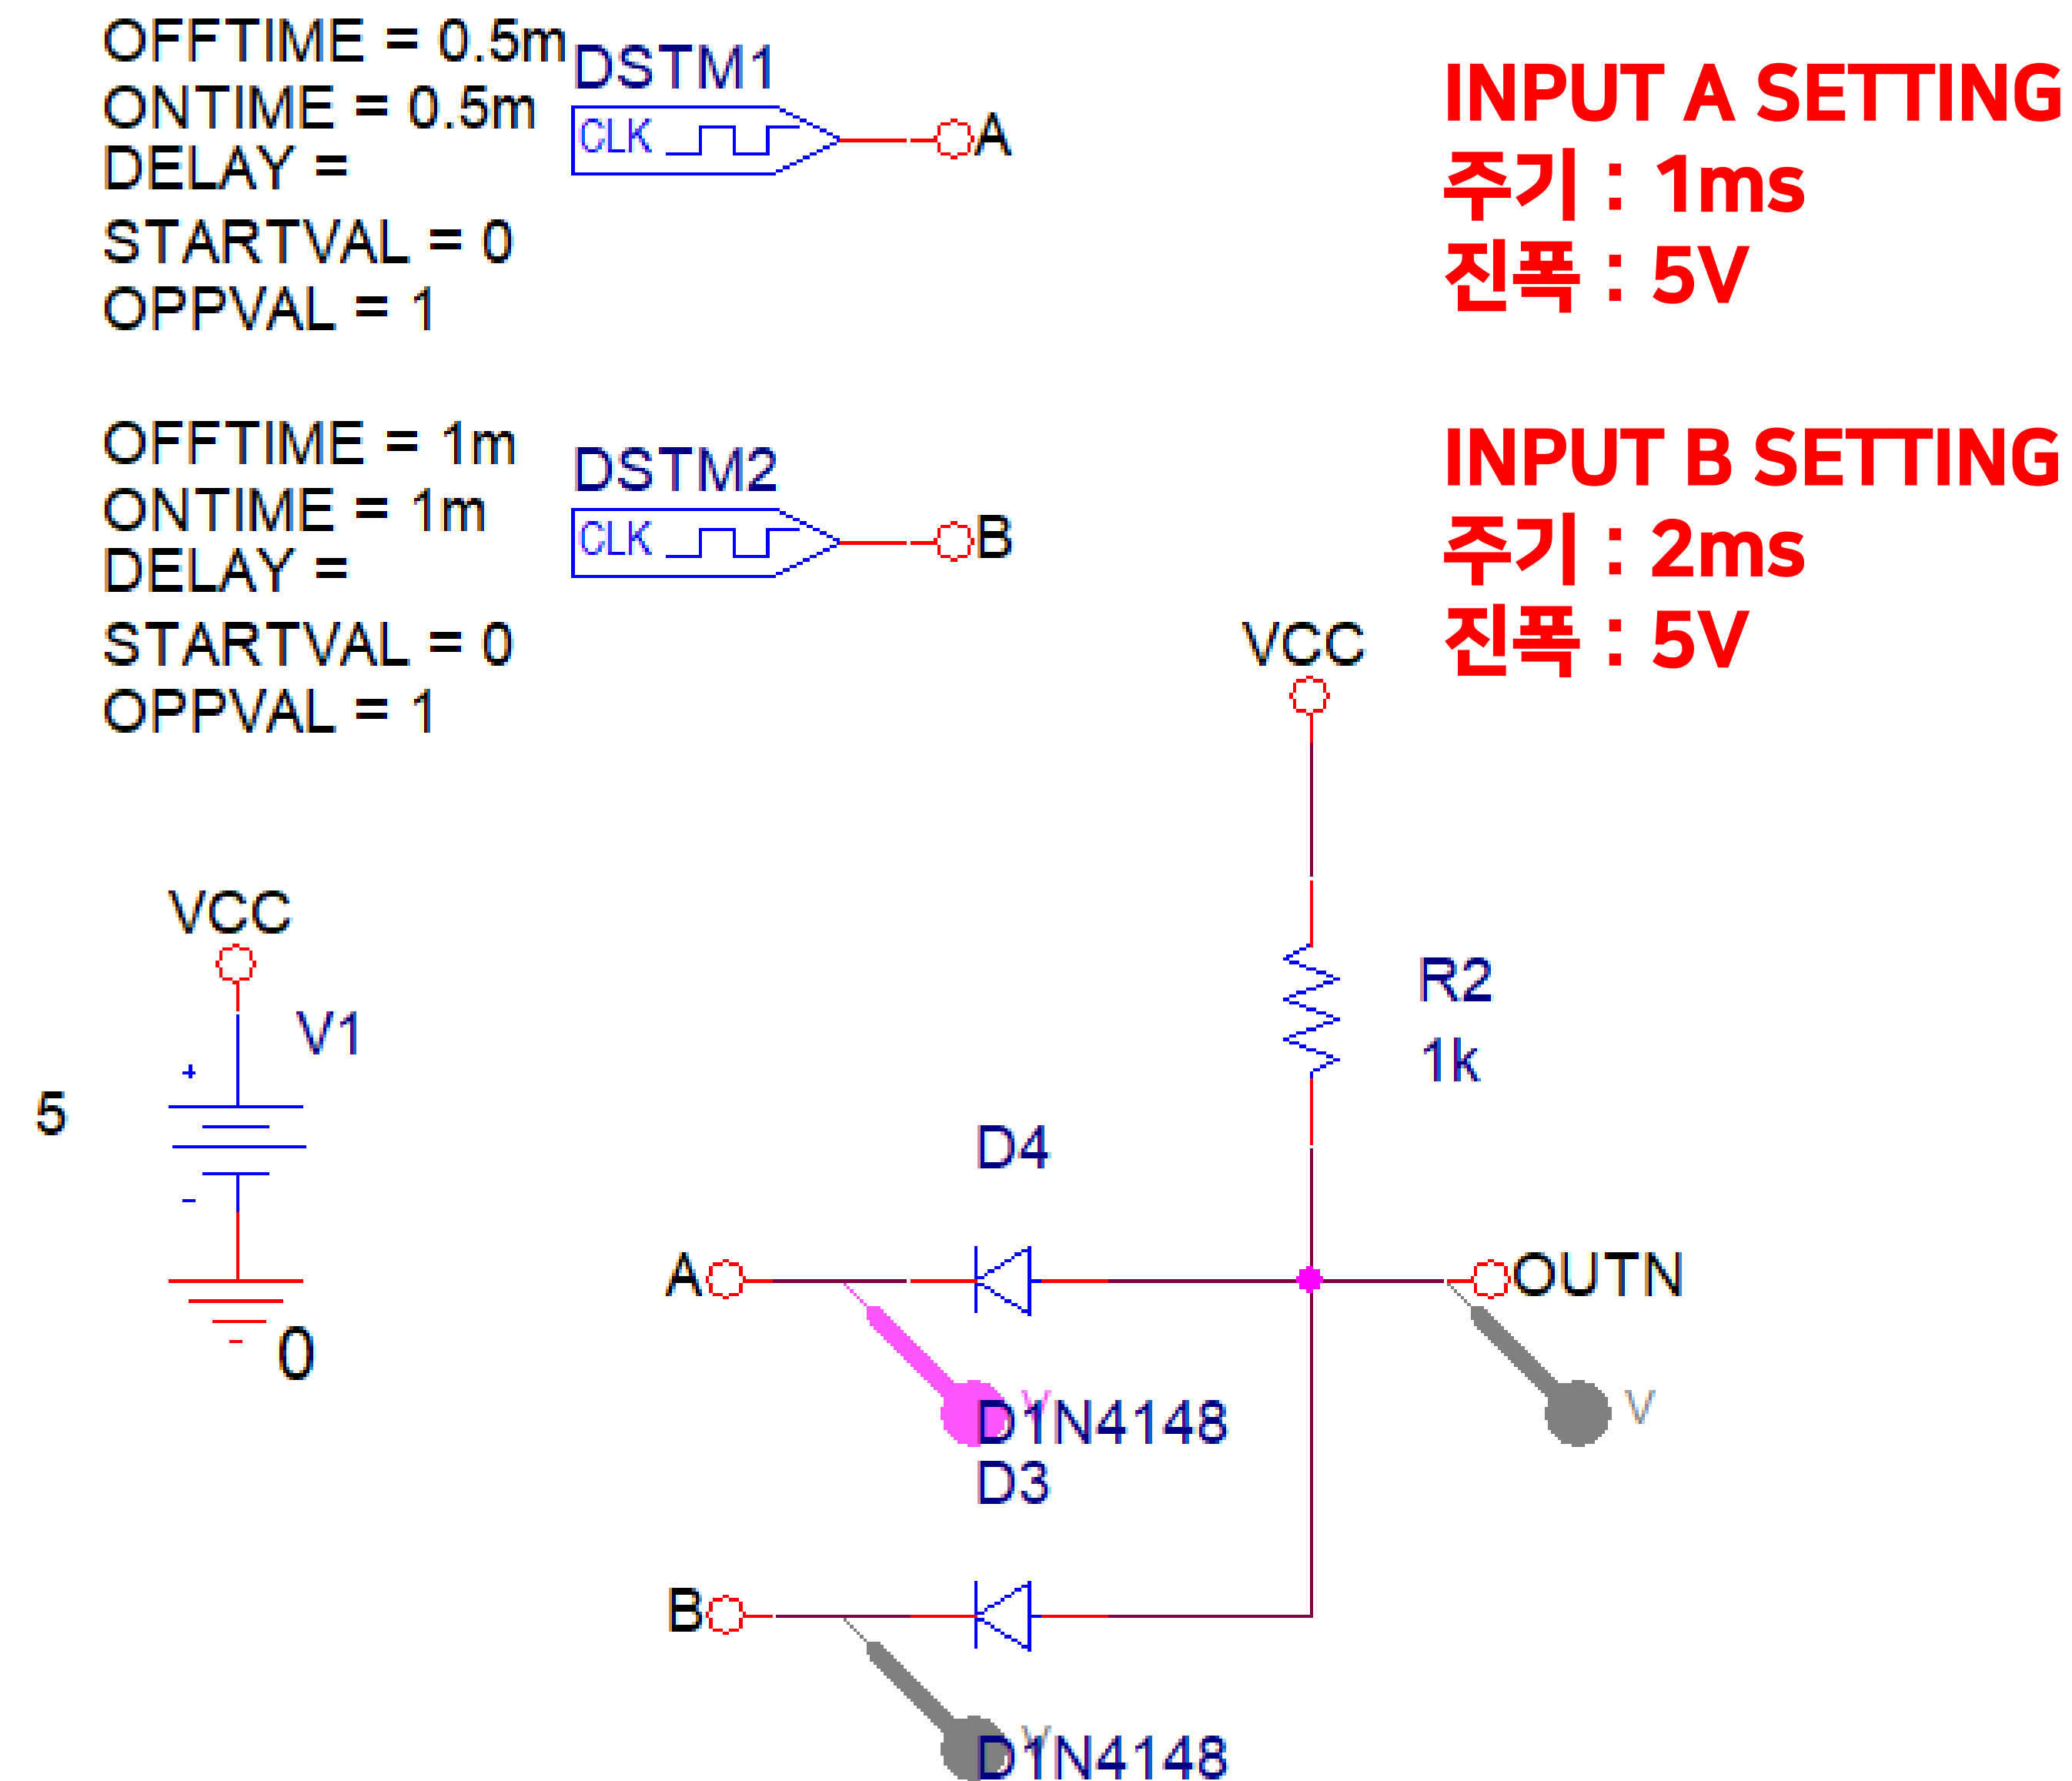 OFFTIME = 0.5m
ONTIME = 0.5m
DELAY =
STARTVAL = 0
OPPVAL = 1
DSTM1
CLK
A
INPUT A SETTING
주기 : 1ms
진폭 : 5V
OFFTIME = 1m
ONTIME = 1m
DELAY =
STARTVAL = 0
OPPVAL = 1
DSTM2
CLK
B
INPUT B SETTING
주기 : 2ms
진폭 : 5V
VCC
VCC
V1
+
5
-
0
R2
1k
D4
A
OUTN
V
V
D1N4148
D3
B
V
D1N4148